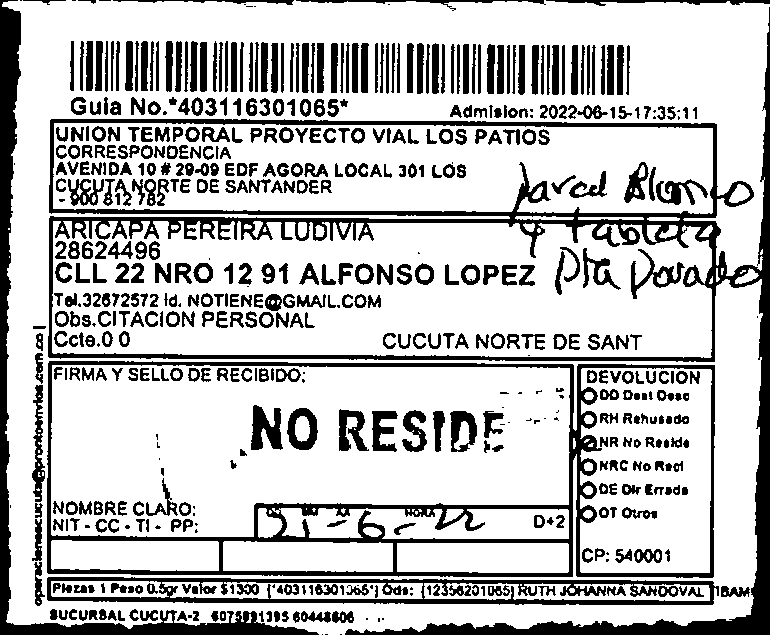 Guia No.*403116301065*
Admision: 2022-06-15-17:35:11
UNION TEMPORAL PROYECTO VIAL LOS PATIOS
CORRESPONDENCIA
AVENIDA 10 # 29-09 EDF AGORA LOCAL 301 LOS
CUCUTA NORTE DE SANTANDER
- 900 812 782
Pared Blanco
y tableta
Pta Dorado
ARICAPA PEREIRA LUDIVIA
28624496
CLL 22 NRO 12 91 ALFONSO LOPEZ
Tel.32672572 Id. NOTIENE@GMAIL.COM
Obs.CITACION PERSONAL
Ccte.0 0
CUCUTA NORTE DE SANT
operacionescucuta@prontoenvios.com.co
FIRMA Y SELLO DE RECIBIDO:
NO RESIDE
NOMBRE CLARO:
NIT - CC - TI - PP:
DD MM AA HORA
21-6-22
D+2
DEVOLUCION
DD Dest Desc
RH Rehusado
NR No Reside
NRC No Recl
DE Dir Errada
OT Otros
CP: 540001
Piezas 1 Peso 0.5gr Valor $1300 [*403116301065*] Ods: [12356201065] RUTH JOHANNA SANDOVAL
SUCURSAL CUCUTA-2 6075891395 60448606